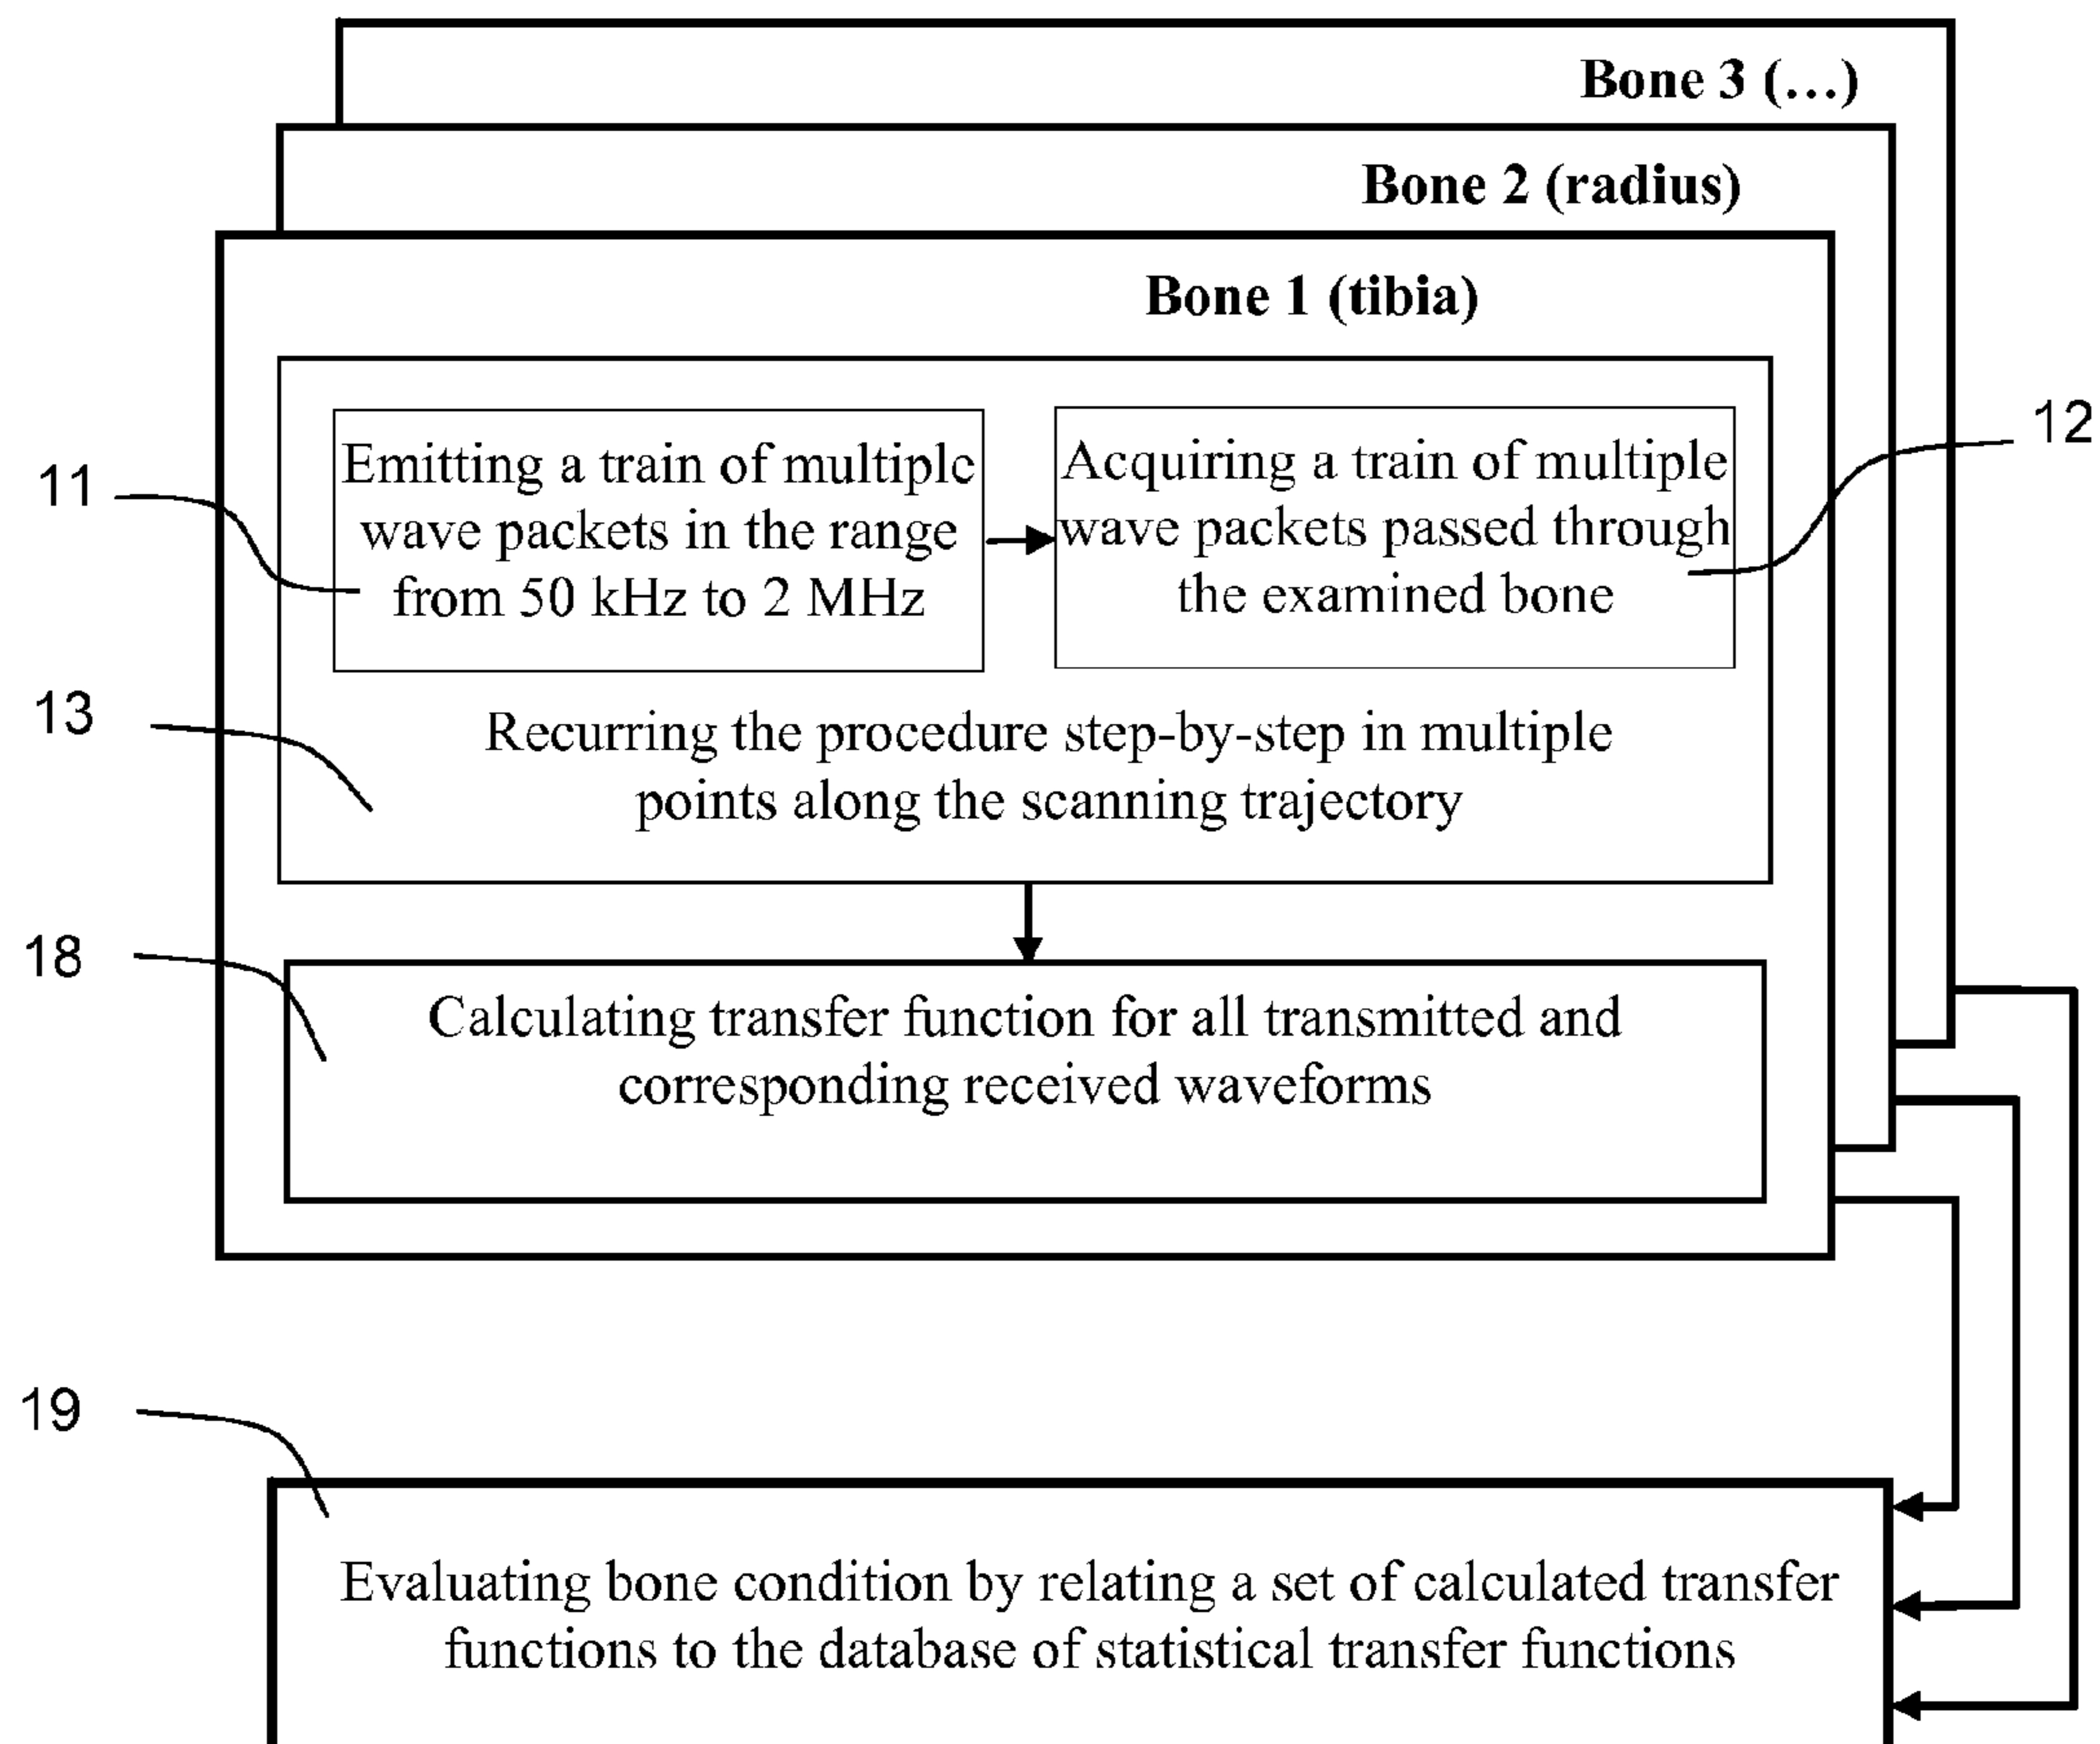 Bone 3 (...)
Bone 2 (radius)
Bone 1 (tibia)
12
11
Emitting a train of multiple
wave packets in the range
from 50 kHz to 2 MHz
Acquiring a train of multiple
wave packets passed through
the examined bone
13
Recurring the procedure step-by-step in multiple
points along the scanning trajectory
18
Calculating transfer function for all transmitted and
corresponding received waveforms
19
Evaluating bone condition by relating a set of calculated transfer
functions to the database of statistical transfer functions